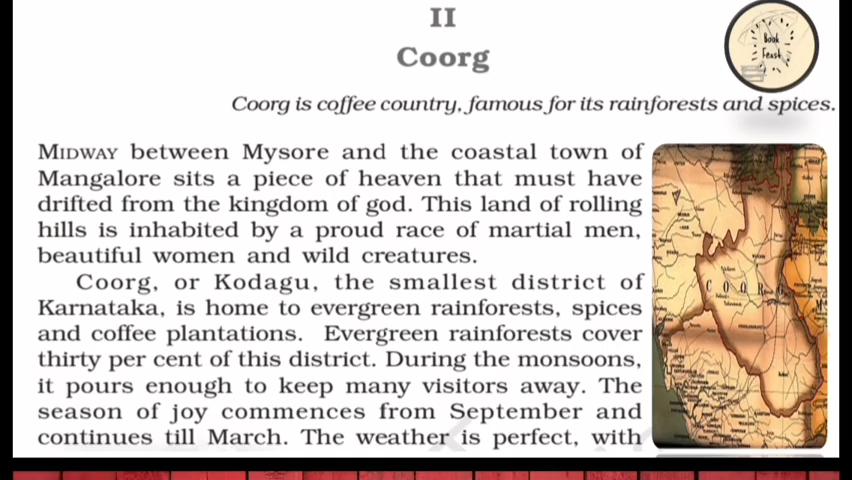 II
Coorg
Book
Feast
Coorg is coffee country, famous for its rainforests and spices.
MIDWAY between Mysore and the coastal town of
Mangalore sits a piece of heaven that must have
drifted from the kingdom of god. This land of rolling
hills is inhabited by a proud race of martial men,
beautiful women and wild creatures.
Coorg, or Kodagu, the smallest district of
Karnataka, is home to evergreen rainforests, spices
and coffee plantations. Evergreen rainforests cover
thirty per cent of this district. During the monsoons,
it pours enough to keep many visitors away. The
season of joy commences from September and
continues till March. The weather is perfect, with
COORG